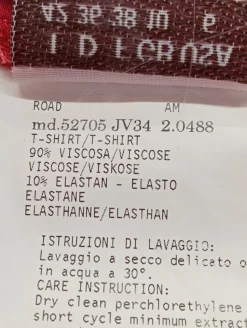 ROAD AM
md.52705 JV34 2.0488
T-SHIRT/T-SHIRT
90% VISCOSA/VISCOSE
VISCOSE/VISKOSE
10% ELASTAN - ELASTO
ELASTANE
ELASTHANNE/ELASTHAN
ISTRUZIONI DI LAVAGGIO:
Lavaggio a secco delicato o
in acqua a 30°.
CARE INSTRUCTION:
Dry clean perchlorethylene
short cycle minimum extract